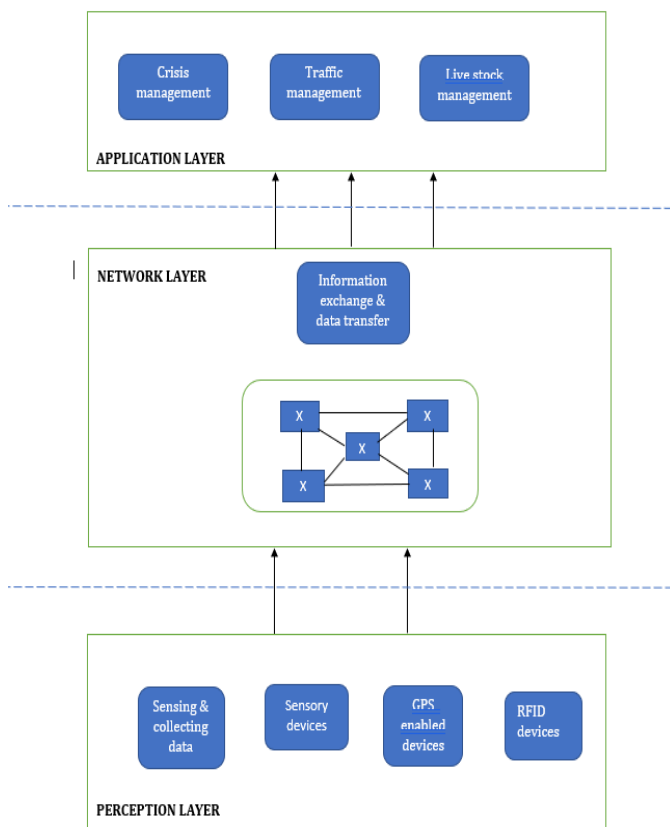 Crisis
management
Traffic
management
Live stock
management
APPLICATION LAYER
NETWORK LAYER
Information
exchange &
data transfer
X
X
X
X
X
Sensing &
collecting
data
Sensory
devices
GPS
enabled
devices
RFID
devices
PERCEPTION LAYER